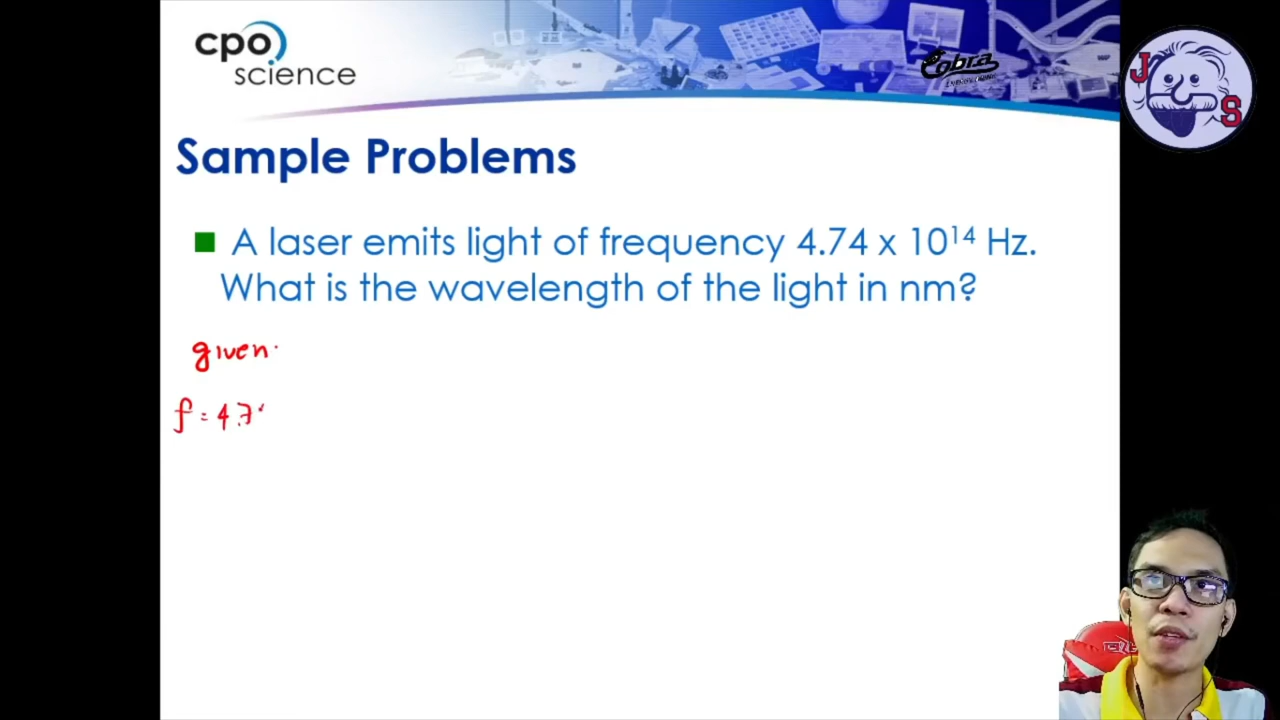 cpo
science
Cobra
J
S
Sample Problems
A laser emits light of frequency 4.74 x 10¹⁴ Hz.
What is the wavelength of the light in nm?
given
f = 4.7